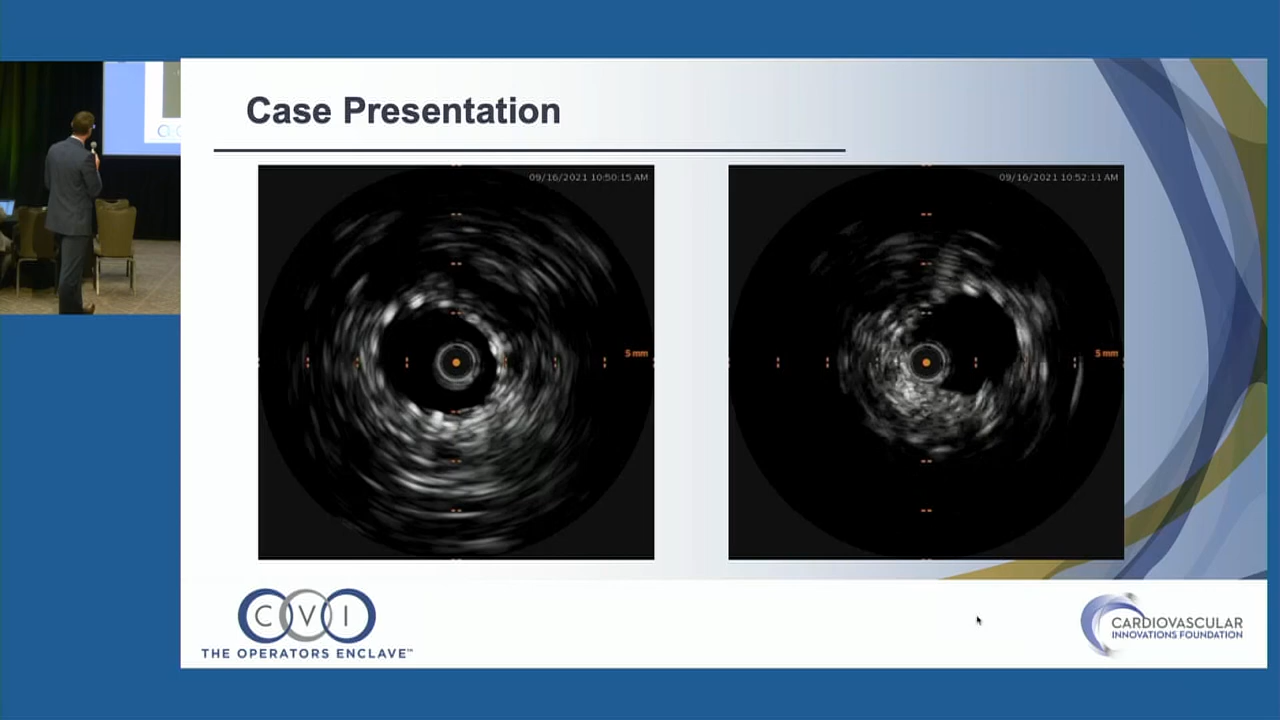 Case Presentation
09/16/2021 10:50:15 AM
5 mm
09/16/2021 10:52:11 AM
5 mm
CVI
THE OPERATORS ENCLAVE™
CARDIOVASCULAR
INNOVATIONS FOUNDATION